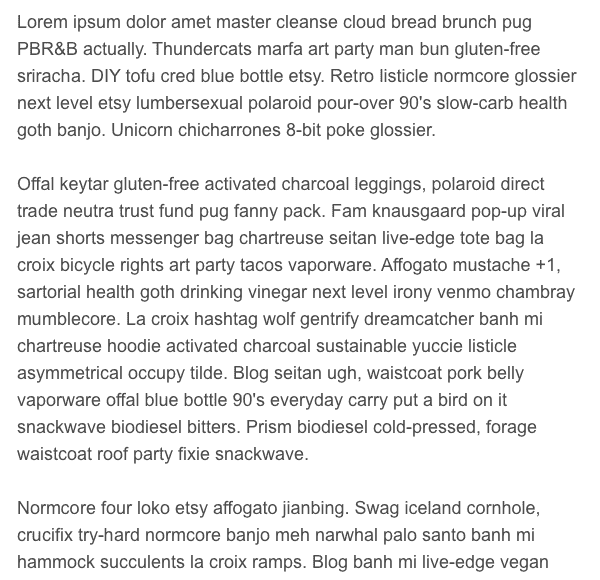 Lorem ipsum dolor amet master cleanse cloud bread brunch pug
PBR&B actually. Thundercats marfa art party man bun gluten-free
sriracha. DIY tofu cred blue bottle etsy. Retro listicle normcore glossier
next level etsy lumbersexual polaroid pour-over 90's slow-carb health
goth banjo. Unicorn chicharrones 8-bit poke glossier.

Offal keytar gluten-free activated charcoal leggings, polaroid direct
trade neutra trust fund pug fanny pack. Fam knausgaard pop-up viral
jean shorts messenger bag chartreuse seitan live-edge tote bag la
croix bicycle rights art party tacos vaporware. Affogato mustache +1,
sartorial health goth drinking vinegar next level irony venmo chambray
mumblecore. La croix hashtag wolf gentrify dreamcatcher banh mi
chartreuse hoodie activated charcoal sustainable yuccie listicle
asymmetrical occupy tilde. Blog seitan ugh, waistcoat pork belly
vaporware offal blue bottle 90's everyday carry put a bird on it
snackwave biodiesel bitters. Prism biodiesel cold-pressed, forage
waistcoat roof party fixie snackwave.

Normcore four loko etsy affogato jianbing. Swag iceland cornhole,
crucifix try-hard normcore banjo meh narwhal palo santo banh mi
hammock succulents la croix ramps. Blog banh mi live-edge vegan